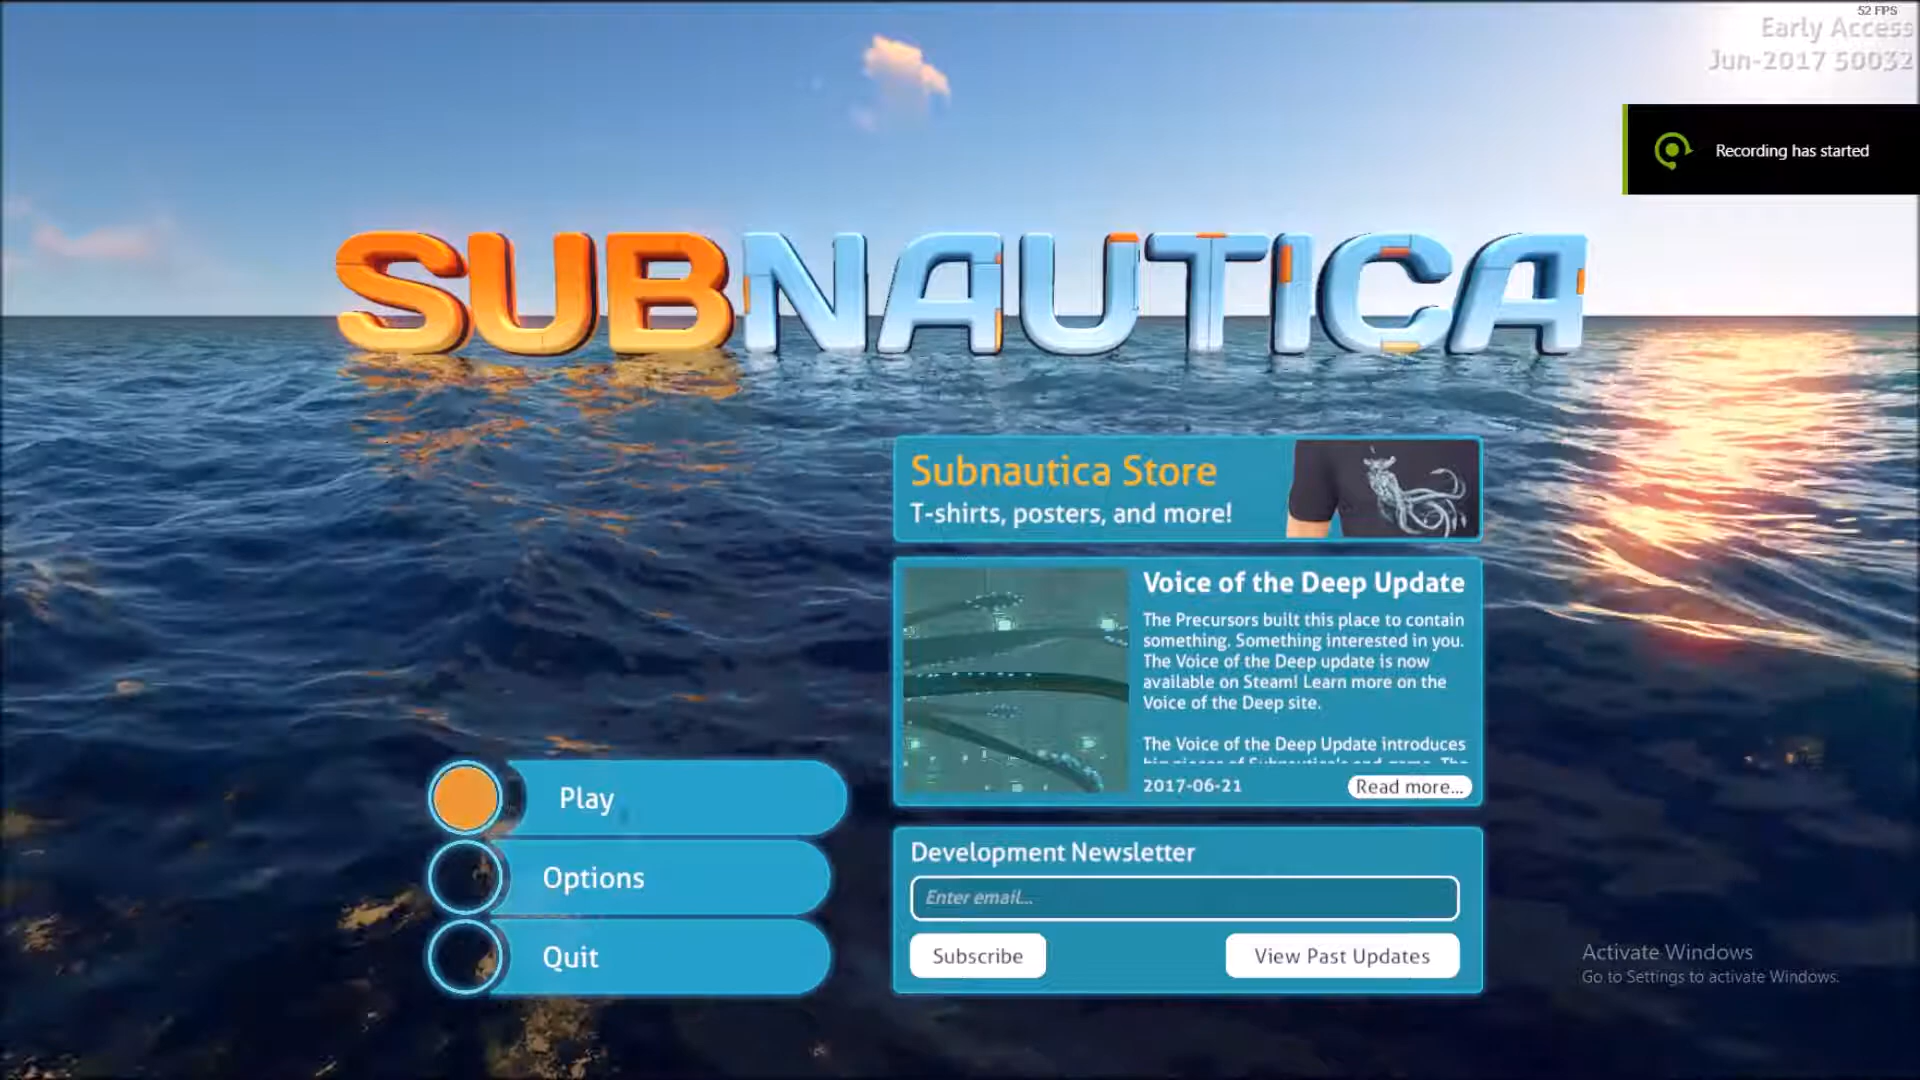 52 FPS
Early Access
Jun-2017 50032
Recording has started
SUBNAUTICA
Subnautica Store
T-shirts, posters, and more!
Voice of the Deep Update
The Precursors built this place to contain
something. Something interested in you.
The Voice of the Deep update is now
available on Steam! Learn more on the
Voice of the Deep site.
The Voice of the Deep Update introduces
2017-06-21
Read more...
Play
Options
Quit
Development Newsletter
Enter email...
Subscribe
View Past Updates
Activate Windows
Go to Settings to activate Windows.